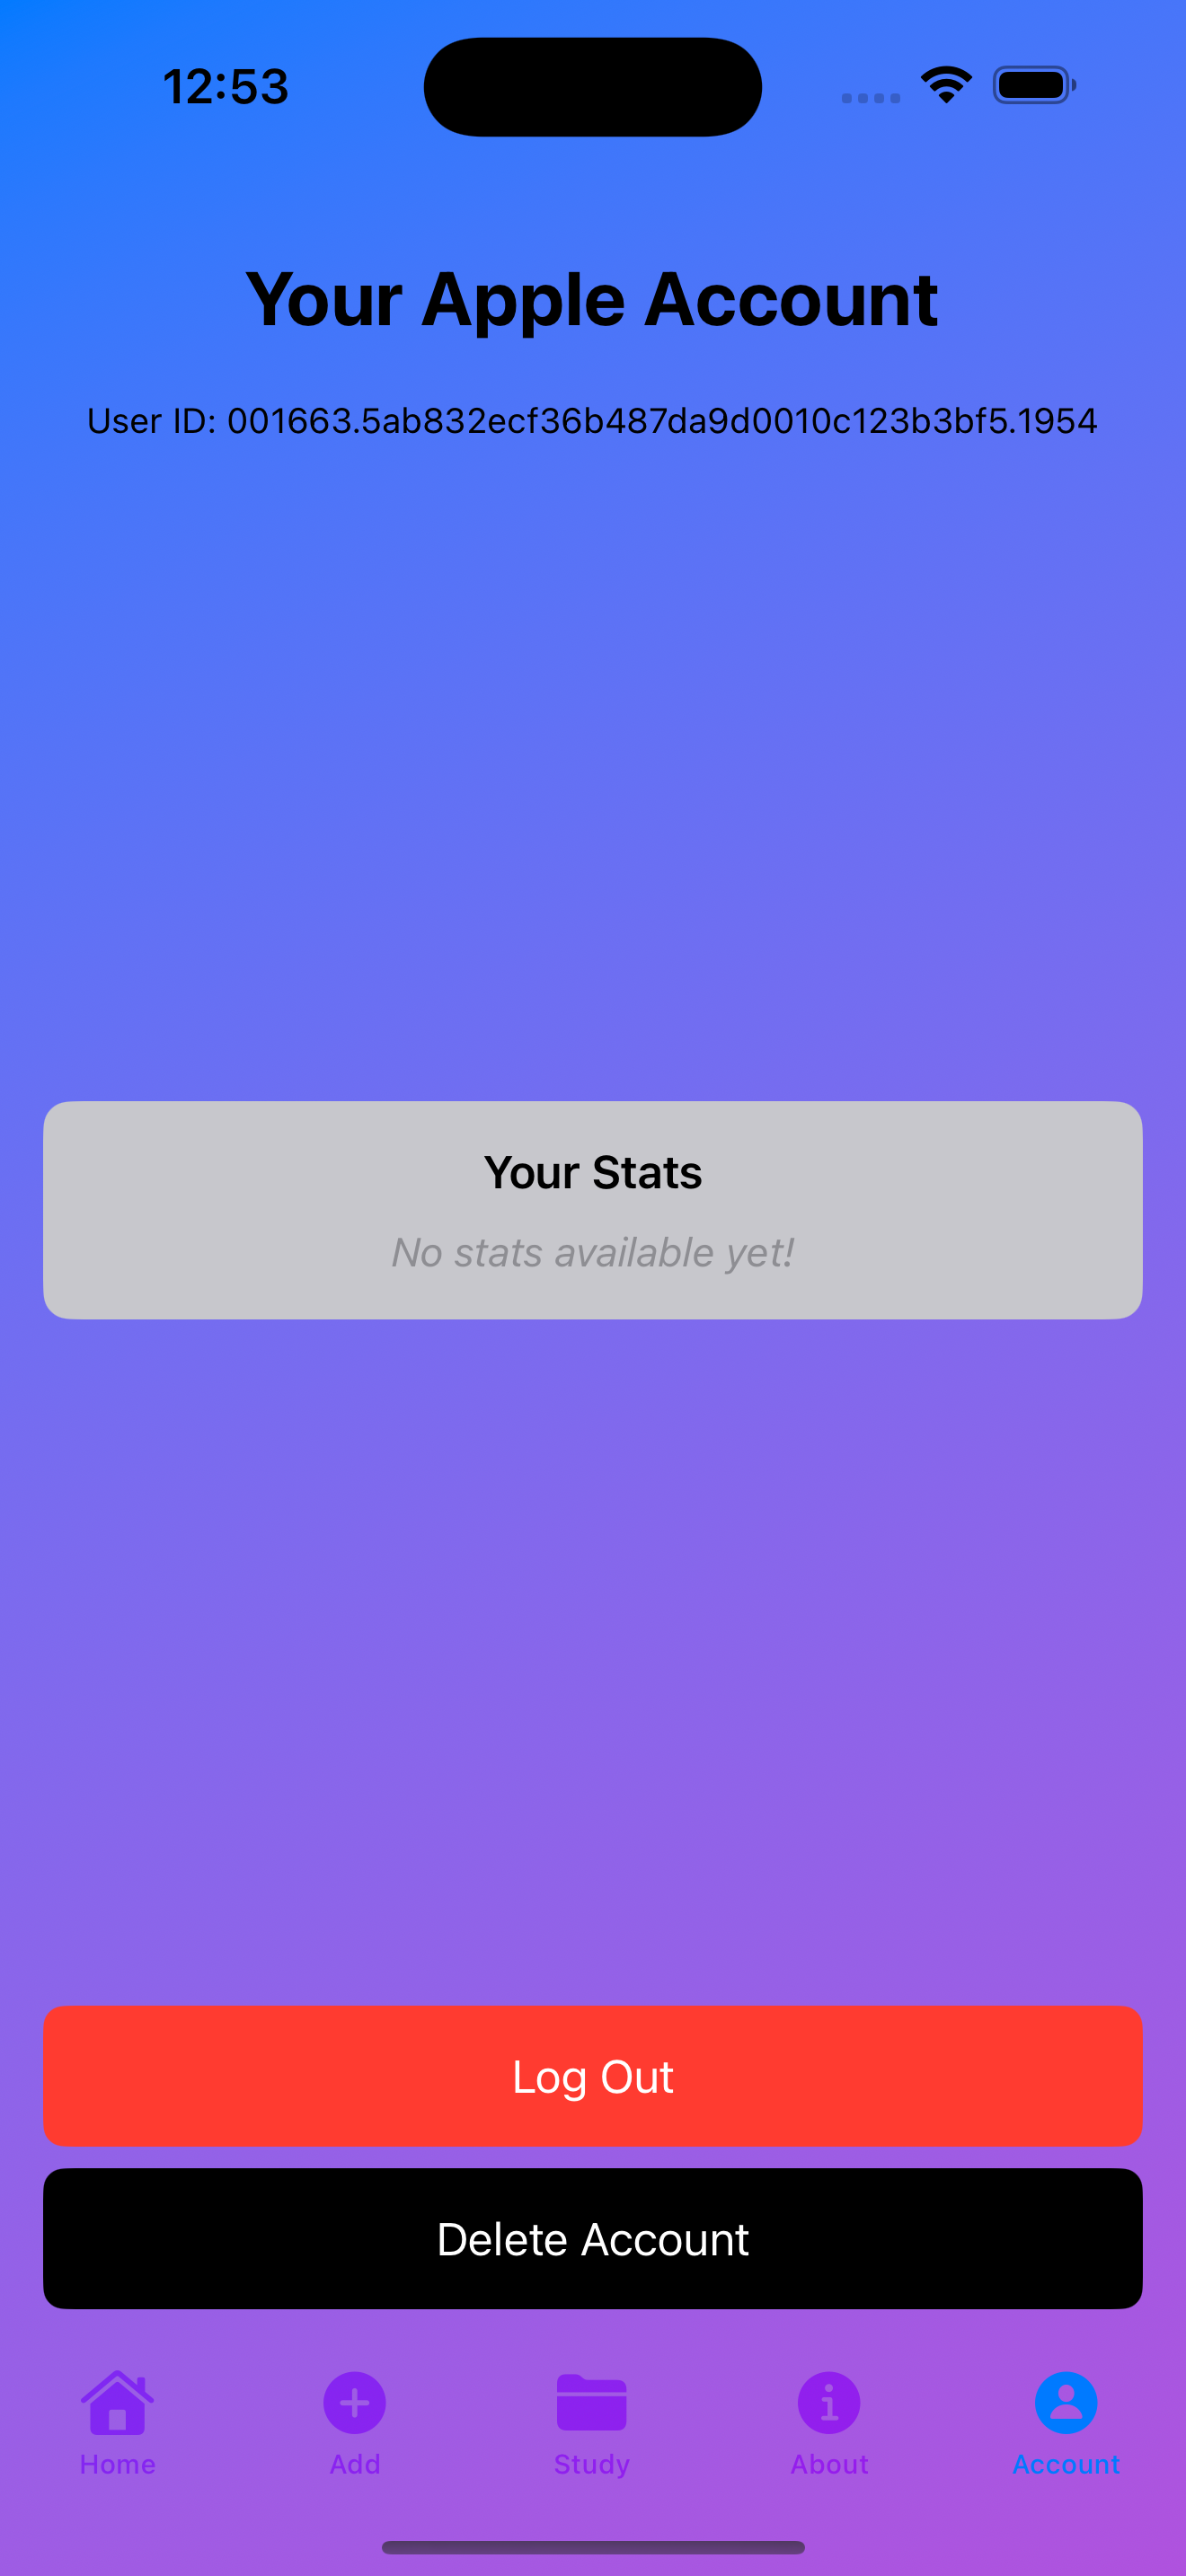 12:53
Your Apple Account
User ID: 001663.5ab832ecf36b487da9d0010c123b3bf5.1954
Your Stats
No stats available yet!
Log Out
Delete Account
Home
Add
Study
About
Account